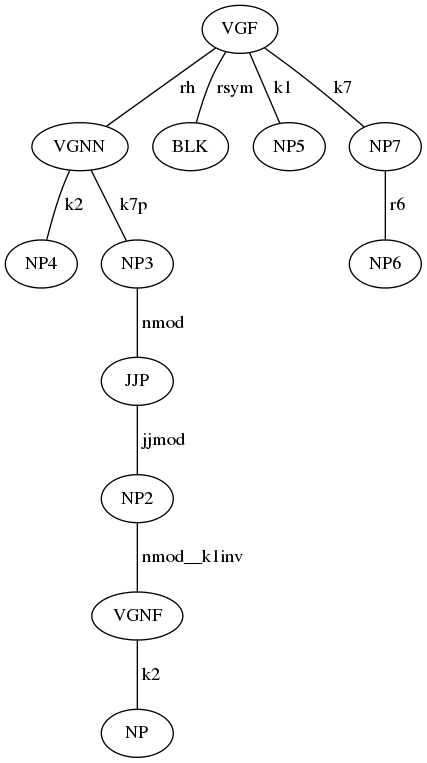 VGF
rh rsym k1 k7
VGNN BLK NP5 NP7
k2 k7p r6
NP4 NP3 NP6
nmod
JJP
jjmod
NP2
nmod__k1inv
VGNF
k2
NP